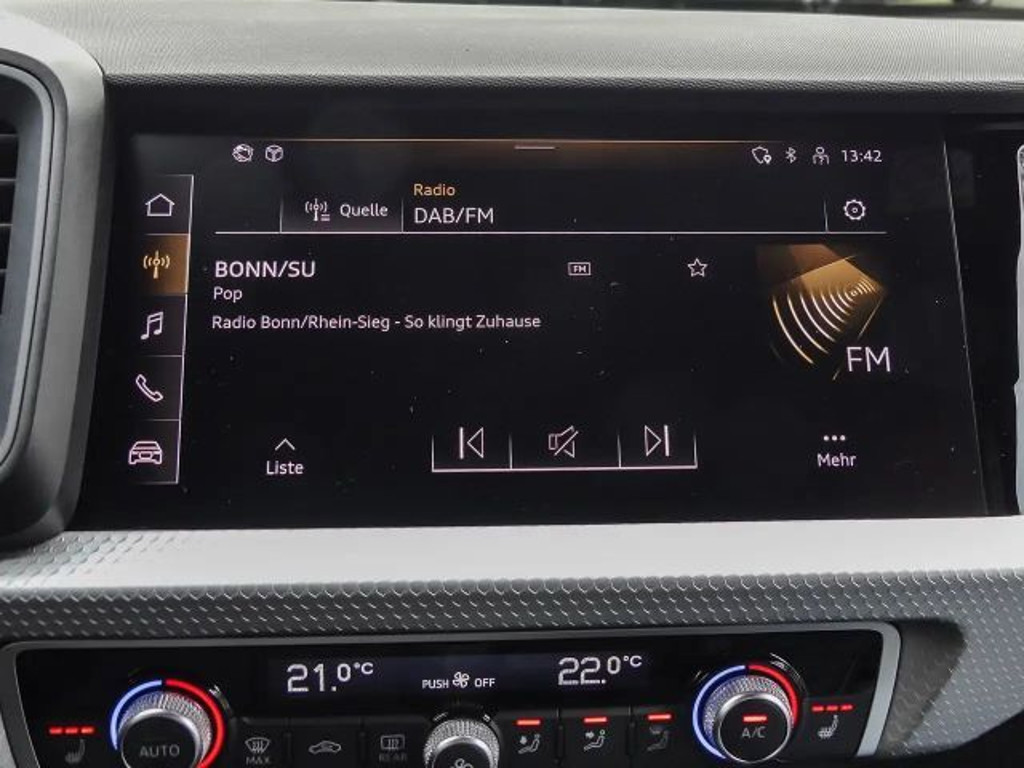 13:42
Radio
Quelle
DAB/FM
BONN/SU
FM
Pop
Radio Bonn/Rhein-Sieg - So klingt Zuhause
FM
Liste
Mehr
21.0°C
PUSH OFF
22.0°C
AUTO
MAX
REAR
A/C